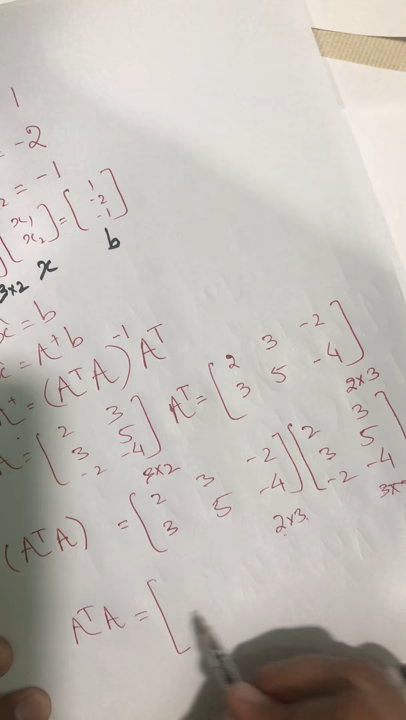 1
= -2
2 = -1
[x1 x2] = [1 -2 -1]
3×2 x b
x = b
x = A+b
A+ = (AᵀA)⁻¹ Aᵀ
A = [2 3 3 5 -2 -4] 3×2 Aᵀ = [2 3 -2 3 5 -4] 2×3
(AᵀA) = [2 3 -2 3 5 -4] 2×3 [2 3 3 5 -2 -4] 3×
AᵀA = [